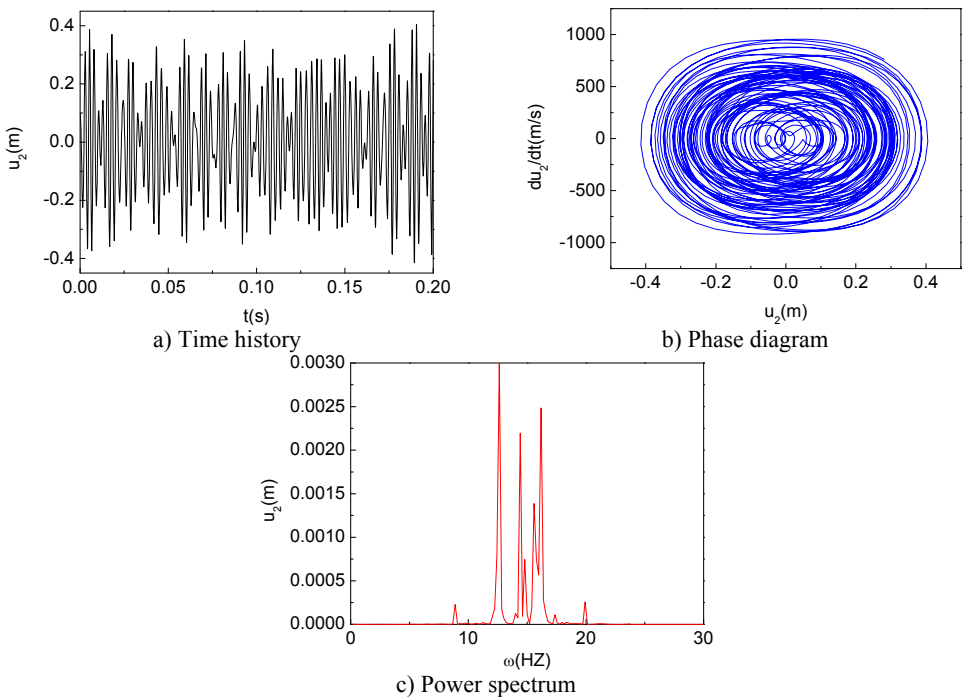 0.4
0.2
0.0
-0.2
-0.4
u₂(m)
0.00 0.05 0.10 0.15 0.20
t(s)
a) Time history
1000
500
0
-500
-1000
du₂/dt(m/s)
-0.4 -0.2 0.0 0.2 0.4
u₂(m)
b) Phase diagram
0.0030
0.0025
0.0020
0.0015
0.0010
0.0005
0.0000
u₂(m)
0 10 20 30
ω(HZ)
c) Power spectrum